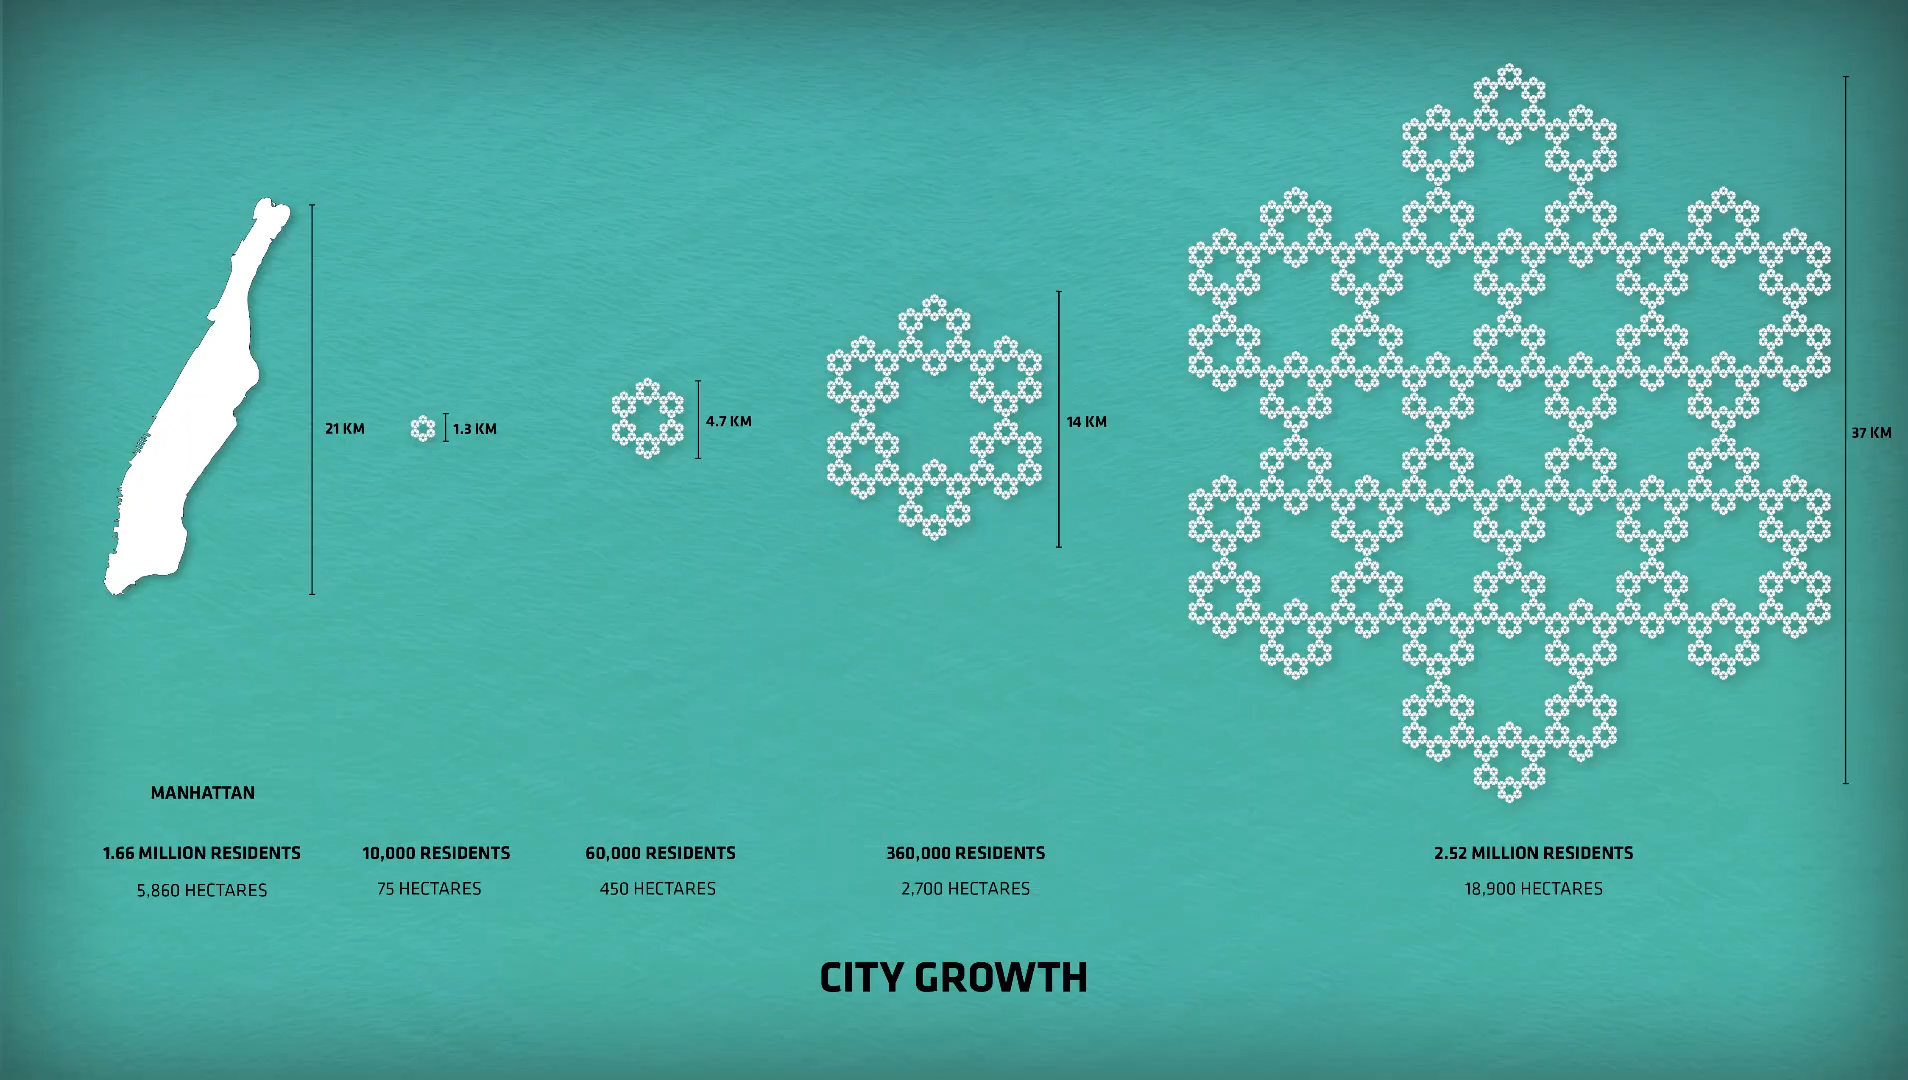 21 KM
1.3 KM
4.7 KM
14 KM
37 KM
MANHATTAN
1.66 MILLION RESIDENTS
5,860 HECTARES
10,000 RESIDENTS
75 HECTARES
60,000 RESIDENTS
450 HECTARES
360,000 RESIDENTS
2,700 HECTARES
2.52 MILLION RESIDENTS
18,900 HECTARES
CITY GROWTH